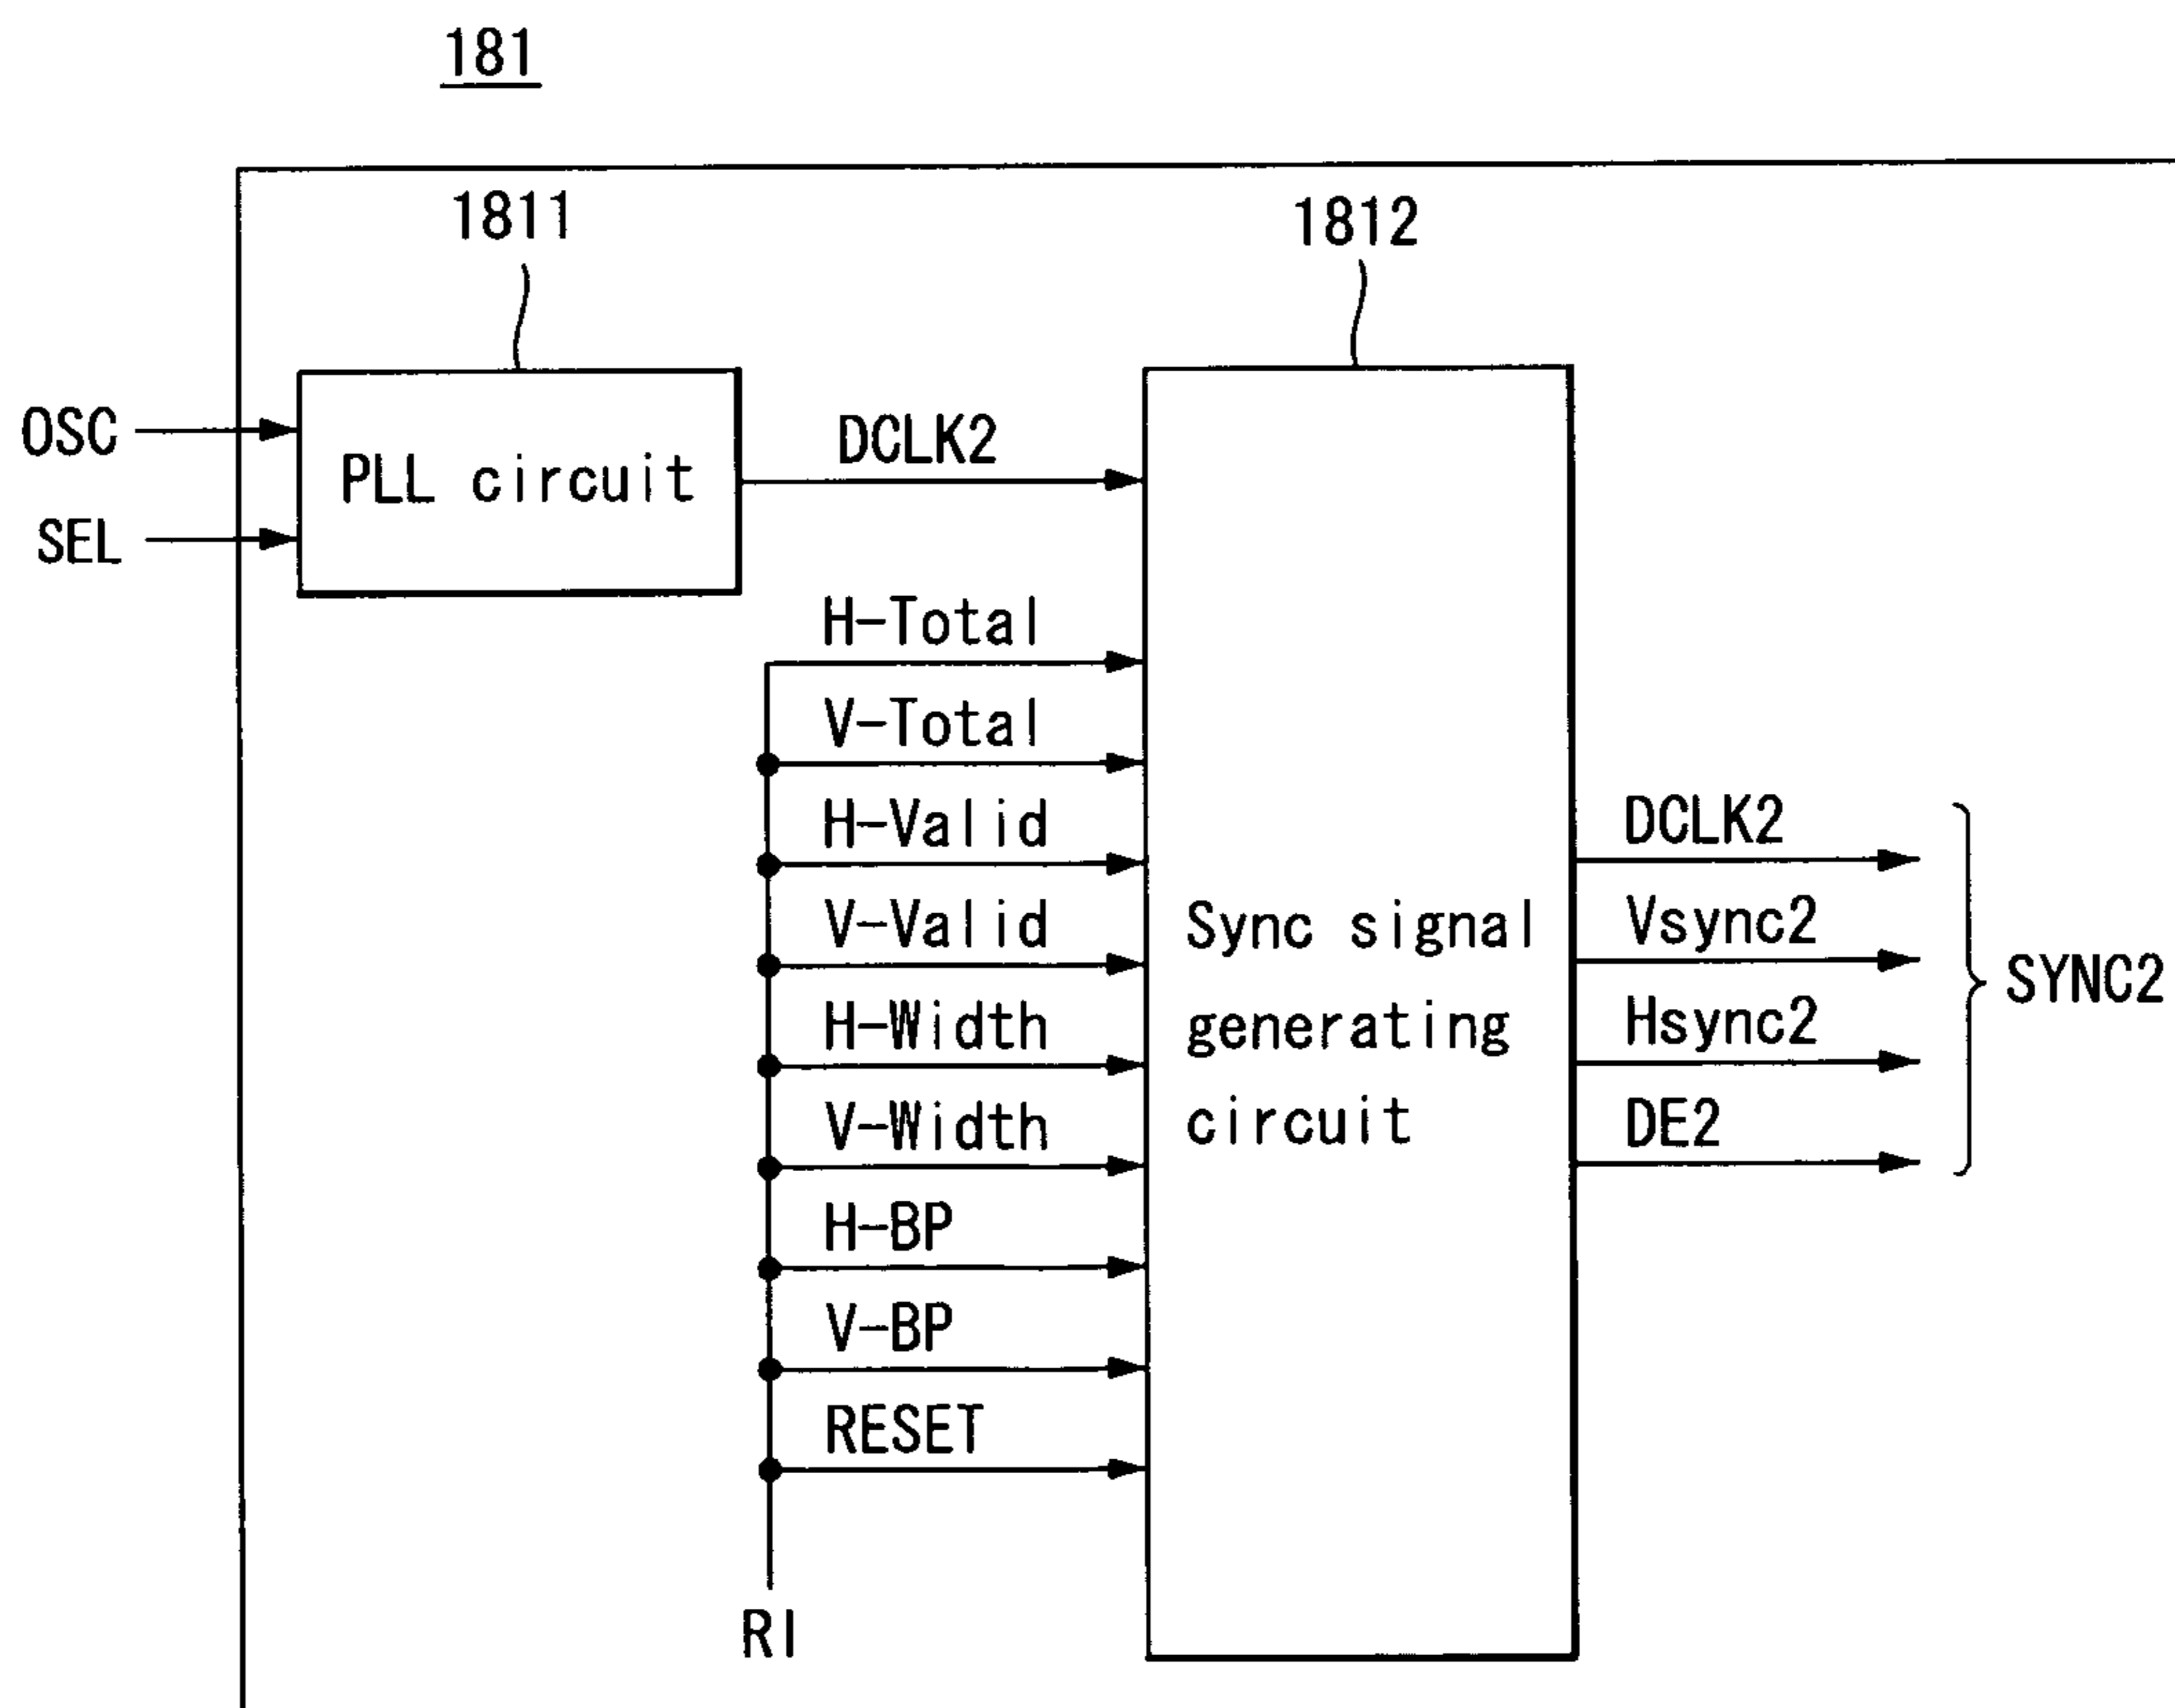 181
1811
1812
OSC
SEL
PLL circuit
DCLK2
H-Total
V-Total
H-Valid
V-Valid
H-Width
V-Width
H-BP
V-BP
RESET
RI
Sync signal
generating
circuit
DCLK2
Vsync2
Hsync2
DE2
SYNC2